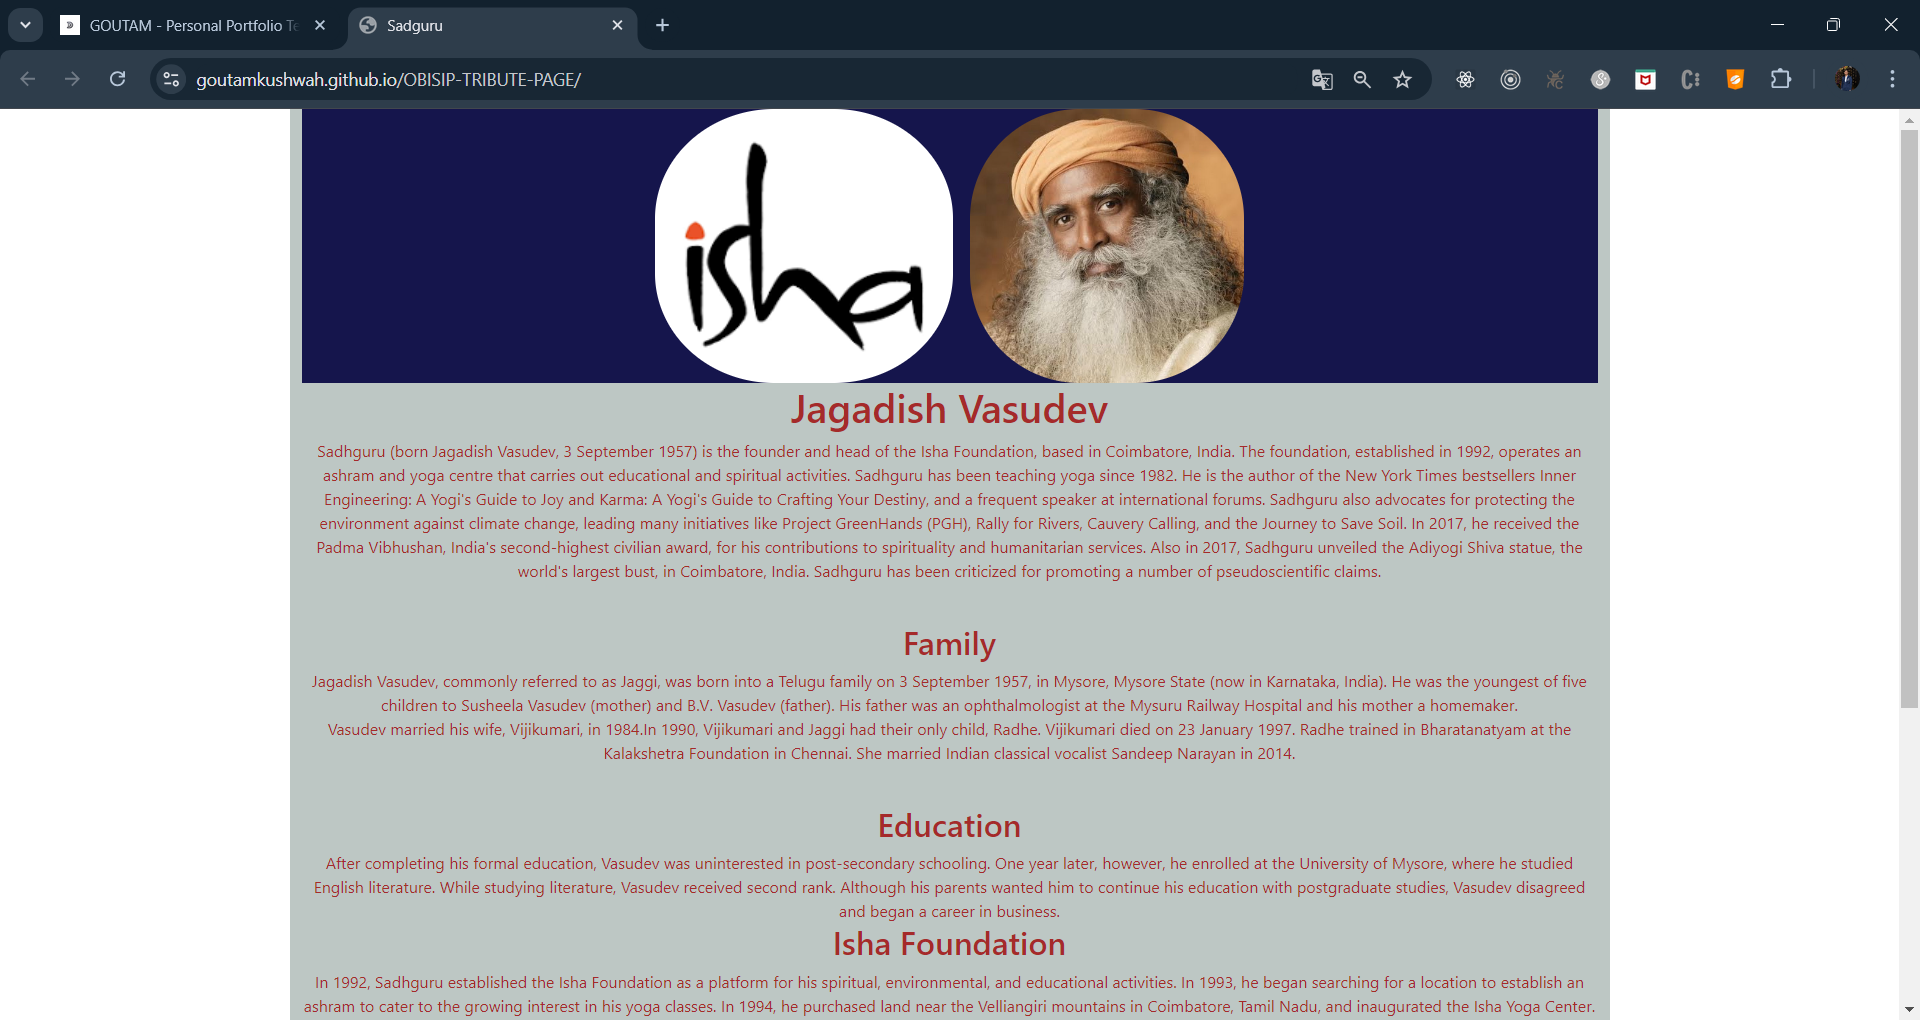 GOUTAM - Personal Portfolio Te
Sadguru
goutamkushwah.github.io/OBISIP-TRIBUTE-PAGE/
isha
Jagadish Vasudev
Sadhguru (born Jagadish Vasudev, 3 September 1957) is the founder and head of the Isha Foundation, based in Coimbatore, India. The foundation, established in 1992, operates an
ashram and yoga centre that carries out educational and spiritual activities. Sadhguru has been teaching yoga since 1982. He is the author of the New York Times bestsellers Inner
Engineering: A Yogi's Guide to Joy and Karma: A Yogi's Guide to Crafting Your Destiny, and a frequent speaker at international forums. Sadhguru also advocates for protecting the
environment against climate change, leading many initiatives like Project GreenHands (PGH), Rally for Rivers, Cauvery Calling, and the Journey to Save Soil. In 2017, he received the
Padma Vibhushan, India's second-highest civilian award, for his contributions to spirituality and humanitarian services. Also in 2017, Sadhguru unveiled the Adiyogi Shiva statue, the
world's largest bust, in Coimbatore, India. Sadhguru has been criticized for promoting a number of pseudoscientific claims.
Family
Jagadish Vasudev, commonly referred to as Jaggi, was born into a Telugu family on 3 September 1957, in Mysore, Mysore State (now in Karnataka, India). He was the youngest of five
children to Susheela Vasudev (mother) and B.V. Vasudev (father). His father was an ophthalmologist at the Mysuru Railway Hospital and his mother a homemaker.
Vasudev married his wife, Vijikumari, in 1984.In 1990, Vijikumari and Jaggi had their only child, Radhe. Vijikumari died on 23 January 1997. Radhe trained in Bharatanatyam at the
Kalakshetra Foundation in Chennai. She married Indian classical vocalist Sandeep Narayan in 2014.
Education
After completing his formal education, Vasudev was uninterested in post-secondary schooling. One year later, however, he enrolled at the University of Mysore, where he studied
English literature. While studying literature, Vasudev received second rank. Although his parents wanted him to continue his education with postgraduate studies, Vasudev disagreed
and began a career in business.
Isha Foundation
In 1992, Sadhguru established the Isha Foundation as a platform for his spiritual, environmental, and educational activities. In 1993, he began searching for a location to establish an
ashram to cater to the growing interest in his yoga classes. In 1994, he purchased land near the Velliangiri mountains in Coimbatore, Tamil Nadu, and inaugurated the Isha Yoga Center.